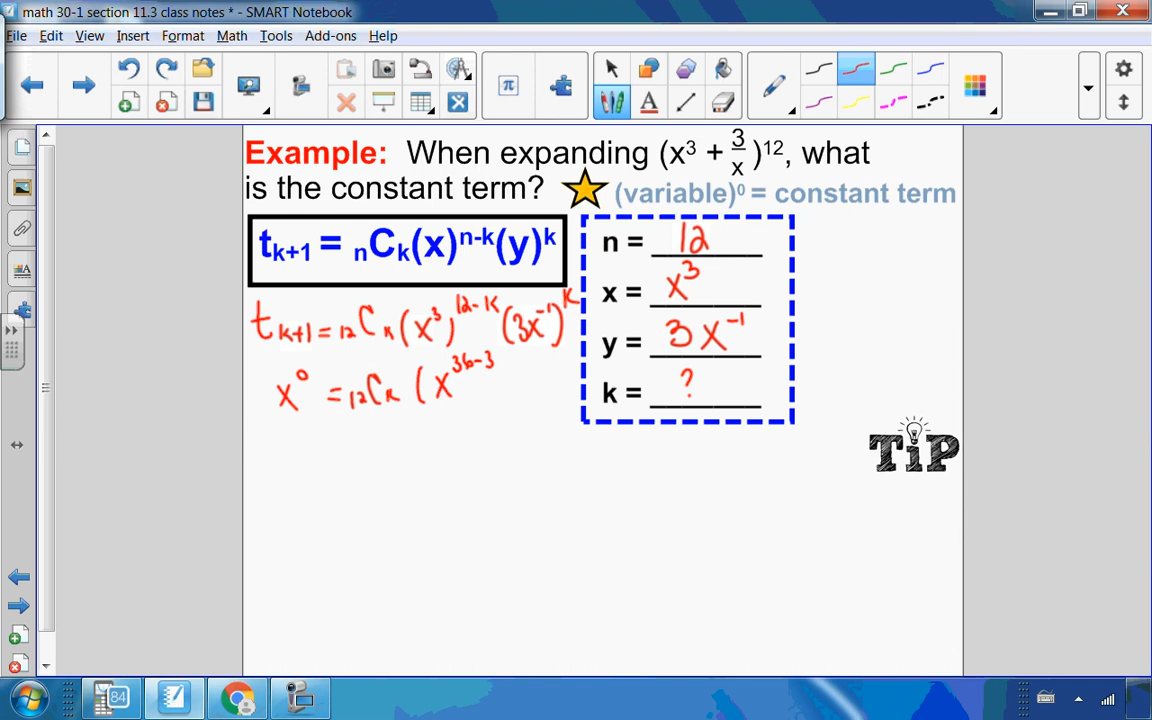 math 30-1 section 11.3 class notes * - SMART Notebook
File Edit View Insert Format Math Tools Add-ons Help
π
A
Example: When expanding (x³ + 3/x)¹², what
is the constant term? (variable)⁰ = constant term
tₖ₊₁ = ₙCₖ(x)ⁿ⁻ᵏ(y)ᵏ
n = 12
x = x³
y = 3x⁻¹
k = ?
tₖ₊₁ = ₁₂Cₖ(x³)¹²⁻ᵏ(3x⁻¹)ᵏ
x⁰ = ₁₂Cₖ(x³⁶⁻³
TiP
84